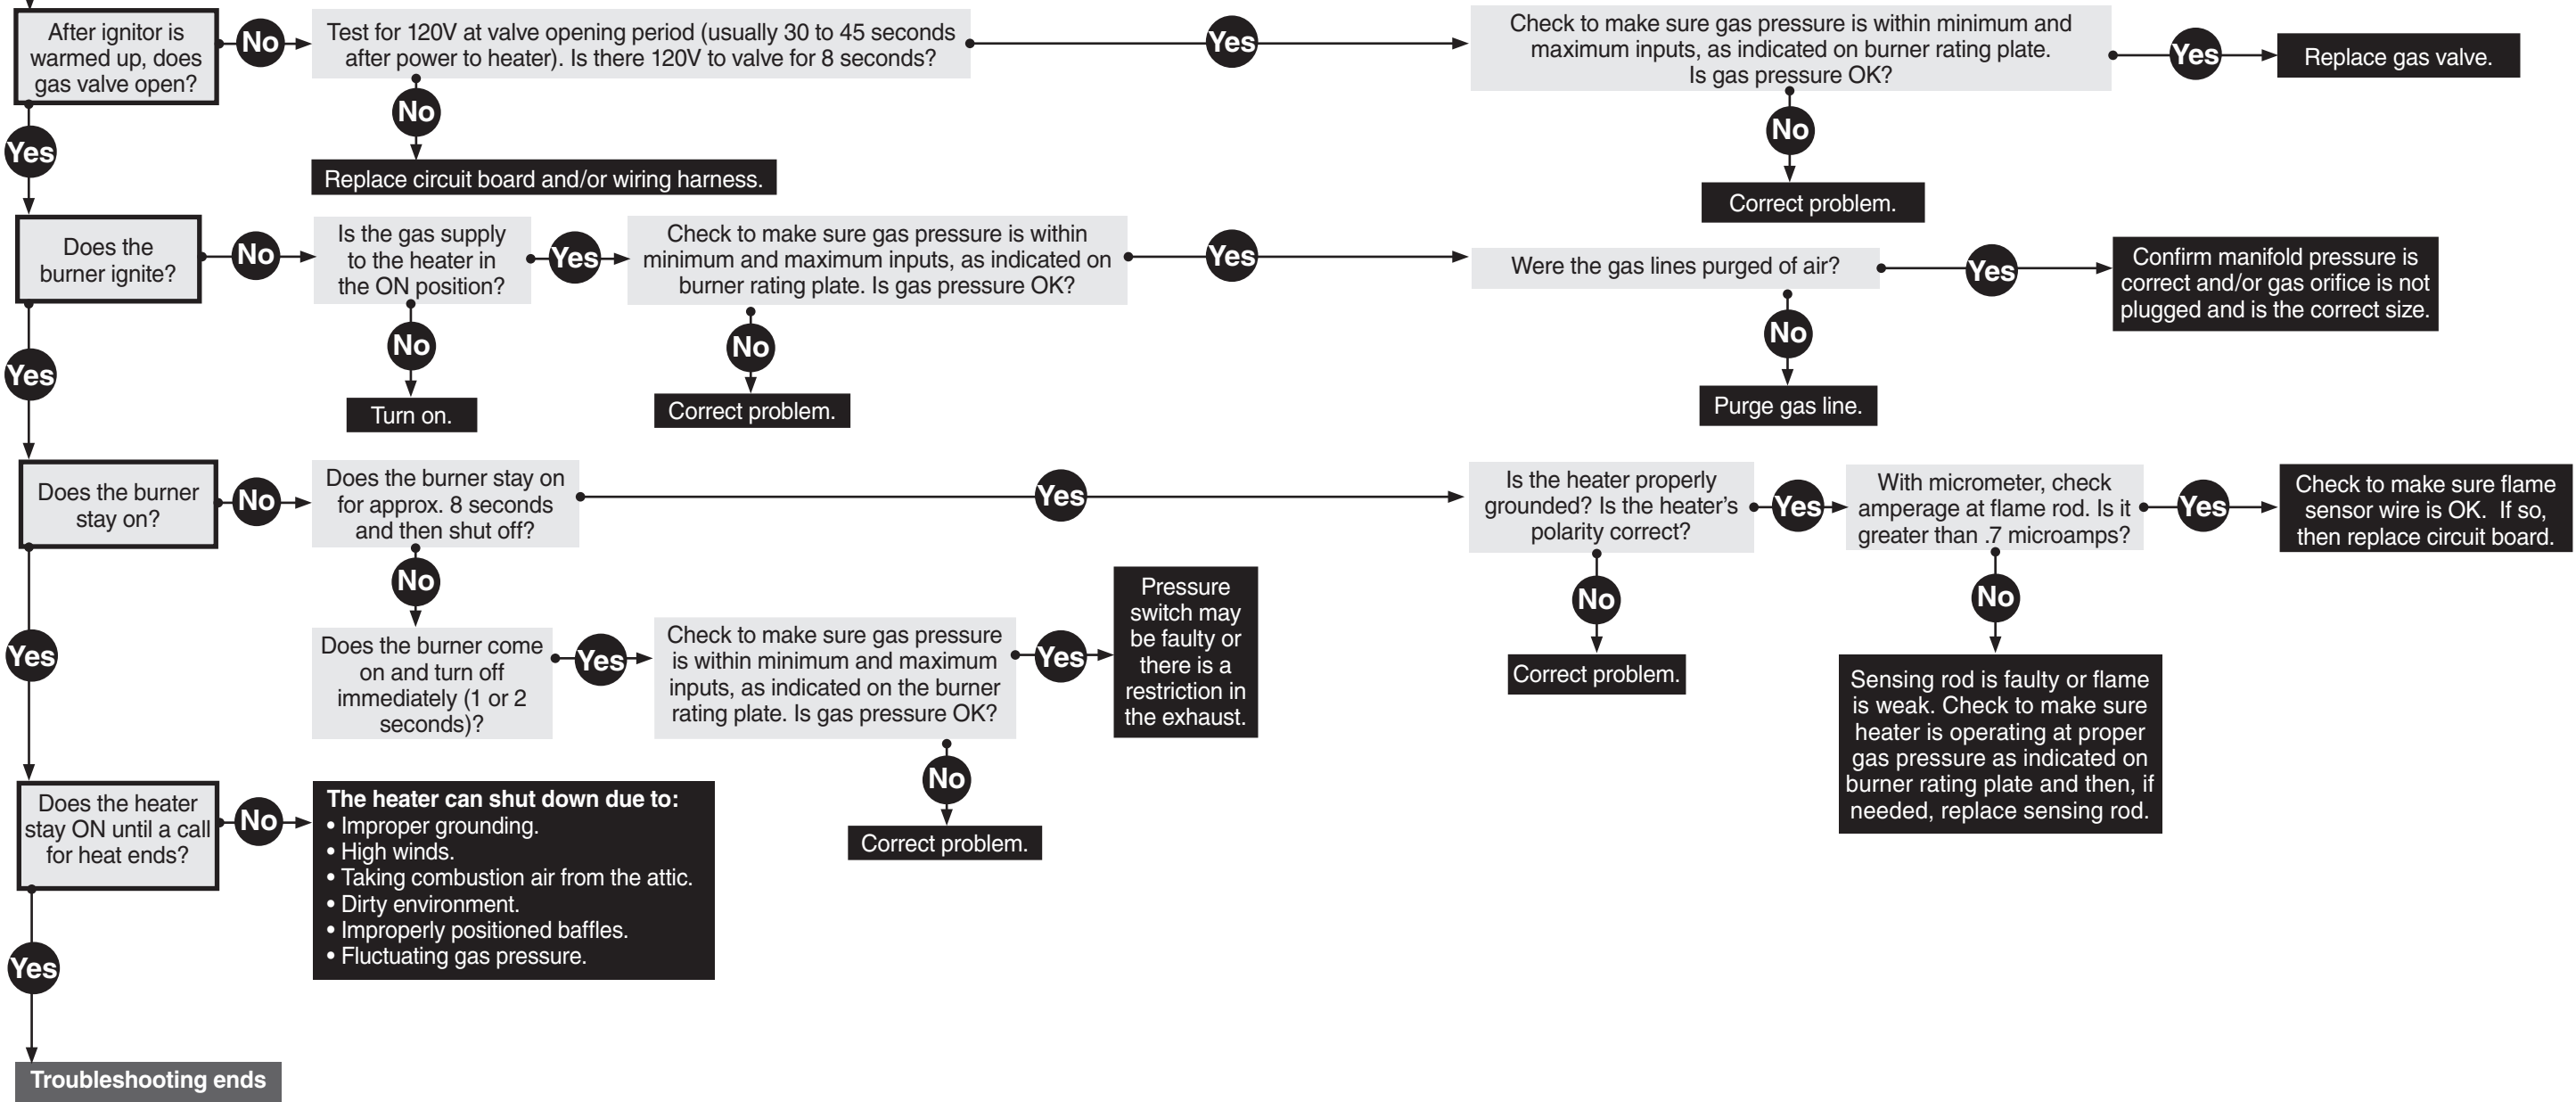 After ignitor is
warmed up, does
gas valve open?
No
Test for 120V at valve opening period (usually 30 to 45 seconds
after power to heater). Is there 120V to valve for 8 seconds?
Yes
Check to make sure gas pressure is within minimum and
maximum inputs, as indicated on burner rating plate.
Is gas pressure OK?
Yes
Replace gas valve.
No
Replace circuit board and/or wiring harness.
No
Correct problem.
Yes
Does the
burner ignite?
No
Is the gas supply
to the heater in
the ON position?
Yes
Check to make sure gas pressure is within
minimum and maximum inputs, as indicated on
burner rating plate. Is gas pressure OK?
Yes
Were the gas lines purged of air?
Yes
Confirm manifold pressure is
correct and/or gas orifice is not
plugged and is the correct size.
No
Turn on.
No
Correct problem.
No
Purge gas line.
Yes
Does the burner
stay on?
No
Does the burner stay on
for approx. 8 seconds
and then shut off?
Yes
Is the heater properly
grounded? Is the heater's
polarity correct?
Yes
With micrometer, check
amperage at flame rod. Is it
greater than .7 microamps?
Yes
Check to make sure flame
sensor wire is OK.  If so,
then replace circuit board.
No
Does the burner come
on and turn off
immediately (1 or 2
seconds)?
Yes
Check to make sure gas pressure
is within minimum and maximum
inputs, as indicated on the burner
rating plate. Is gas pressure OK?
Yes
Pressure
switch may
be faulty or
there is a
restriction in
the exhaust.
No
Correct problem.
No
Correct problem.
No
Sensing rod is faulty or flame
is weak. Check to make sure
heater is operating at proper
gas pressure as indicated on
burner rating plate and then, if
needed, replace sensing rod.
Yes
Does the heater
stay ON until a call
for heat ends?
No
The heater can shut down due to:
• Improper grounding.
• High winds.
• Taking combustion air from the attic.
• Dirty environment.
• Improperly positioned baffles.
• Fluctuating gas pressure.
Yes
Troubleshooting ends